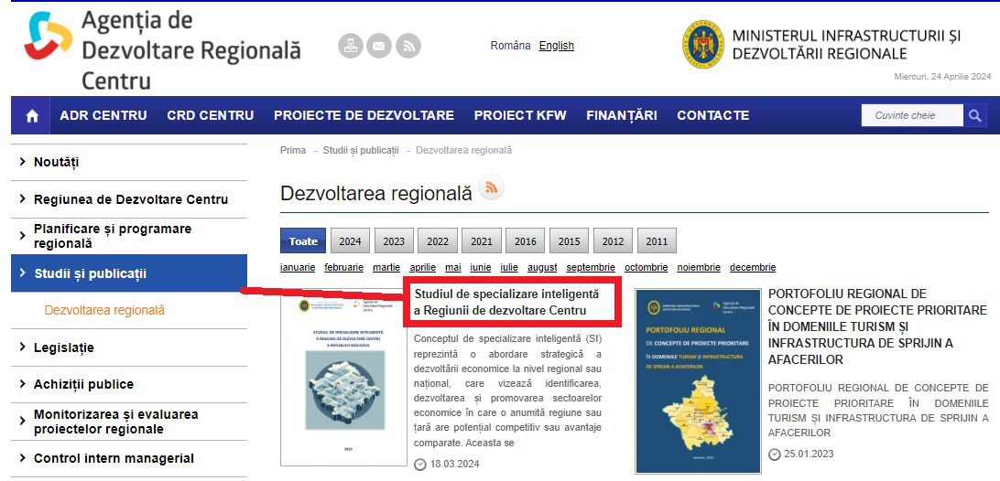 Agenția de
Dezvoltare Regională
Centru
Româna English
MINISTERUL INFRASTRUCTURII ȘI
DEZVOLTĂRII REGIONALE
Miercuri, 24 Aprilie 2024
ADR CENTRU CRD CENTRU PROIECTE DE DEZVOLTARE PROIECT KFW FINANȚĂRI CONTACTE
Cuvinte cheie
Noutăți
Regiunea de Dezvoltare Centru
Planificare și programare
regională
Studii și publicații
Dezvoltarea regională
Legislație
Achiziții publice
Monitorizarea și evaluarea
proiectelor regionale
Control intern managerial
Prima - Studii și publicații - Dezvoltarea regională
Dezvoltarea regională
Toate 2024 2023 2022 2021 2016 2015 2012 2011
ianuarie februarie martie aprilie mai iunie iulie august septembrie octombrie noiembrie decembrie
STUDIUL DE SPECIALIZARE INTELIGENTĂ
A REGIUNII DE DEZVOLTARE CENTRU
A REPUBLICII MOLDOVA
2023
Studiul de specializare inteligentă
a Regiunii de dezvoltare Centru
Conceptul de specializare inteligentă (SI)
reprezintă o abordare strategică a
dezvoltării economice la nivel regional sau
național, care vizează identificarea,
dezvoltarea și promovarea sectoarelor
economice în care o anumită regiune sau
țară are potențial competitiv sau avantaje
comparate. Aceasta se
18.03.2024
PORTOFOLIU REGIONAL
DE CONCEPTE DE PROIECTE PRIORITARE
ÎN DOMENIILE TURISM ȘI INFRASTRUCTURA
DE SPRIJIN A AFACERILOR
PORTOFOLIU REGIONAL DE
CONCEPTE DE PROIECTE PRIORITARE
ÎN DOMENIILE TURISM ȘI
INFRASTRUCTURA DE SPRIJIN A
AFACERILOR
PORTOFOLIU REGIONAL DE CONCEPTE DE
PROIECTE PRIORITARE ÎN DOMENIILE
TURISM ȘI INFRASTRUCTURA DE SPRIJIN A
AFACERILOR
25.01.2023